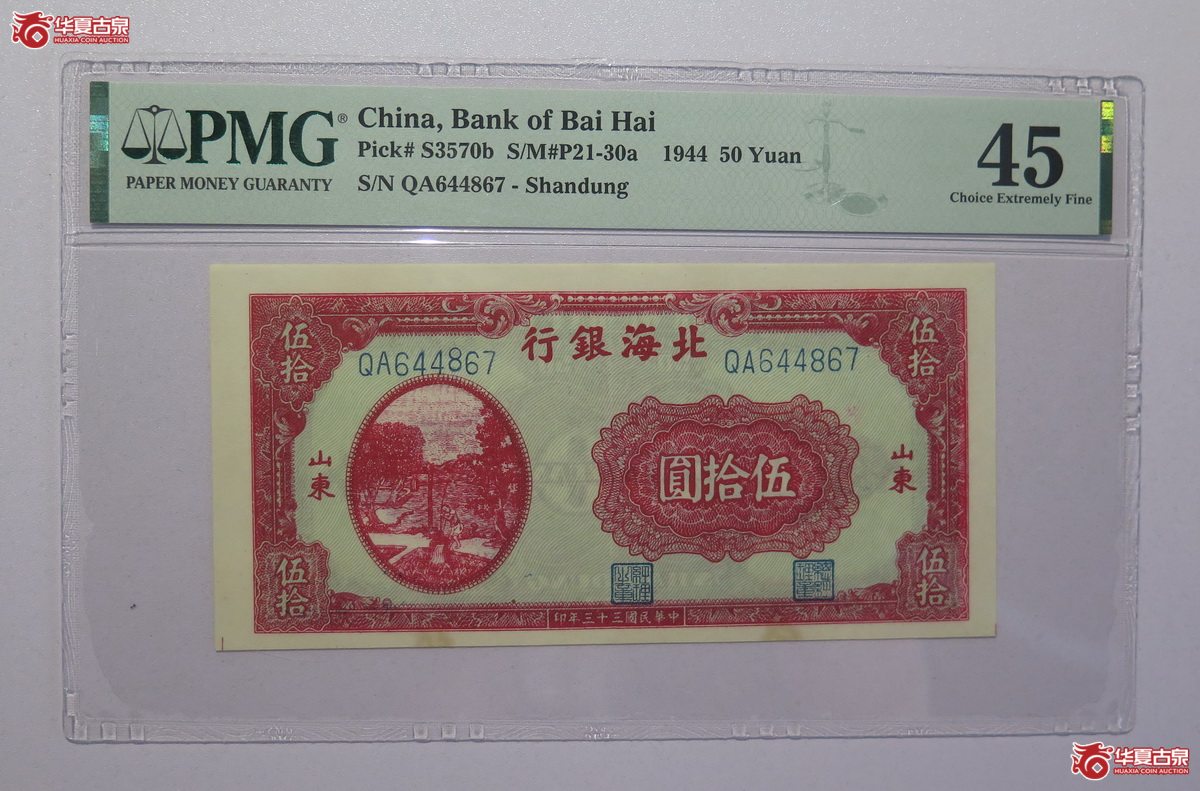 华夏古泉
HUAXIA COIN AUCTION
PMG®
PAPER MONEY GUARANTY
China, Bank of Bai Hai
Pick# S3570b S/M#P21-30a 1944 50 Yuan
S/N QA644867 - Shandung
45
Choice Extremely Fine
伍拾
伍拾
行銀海北
QA644867
QA644867
山東
圓拾伍
山東
伍拾
伍拾
印年三十三國民華中
华夏古泉
HUAXIA COIN AUCTION